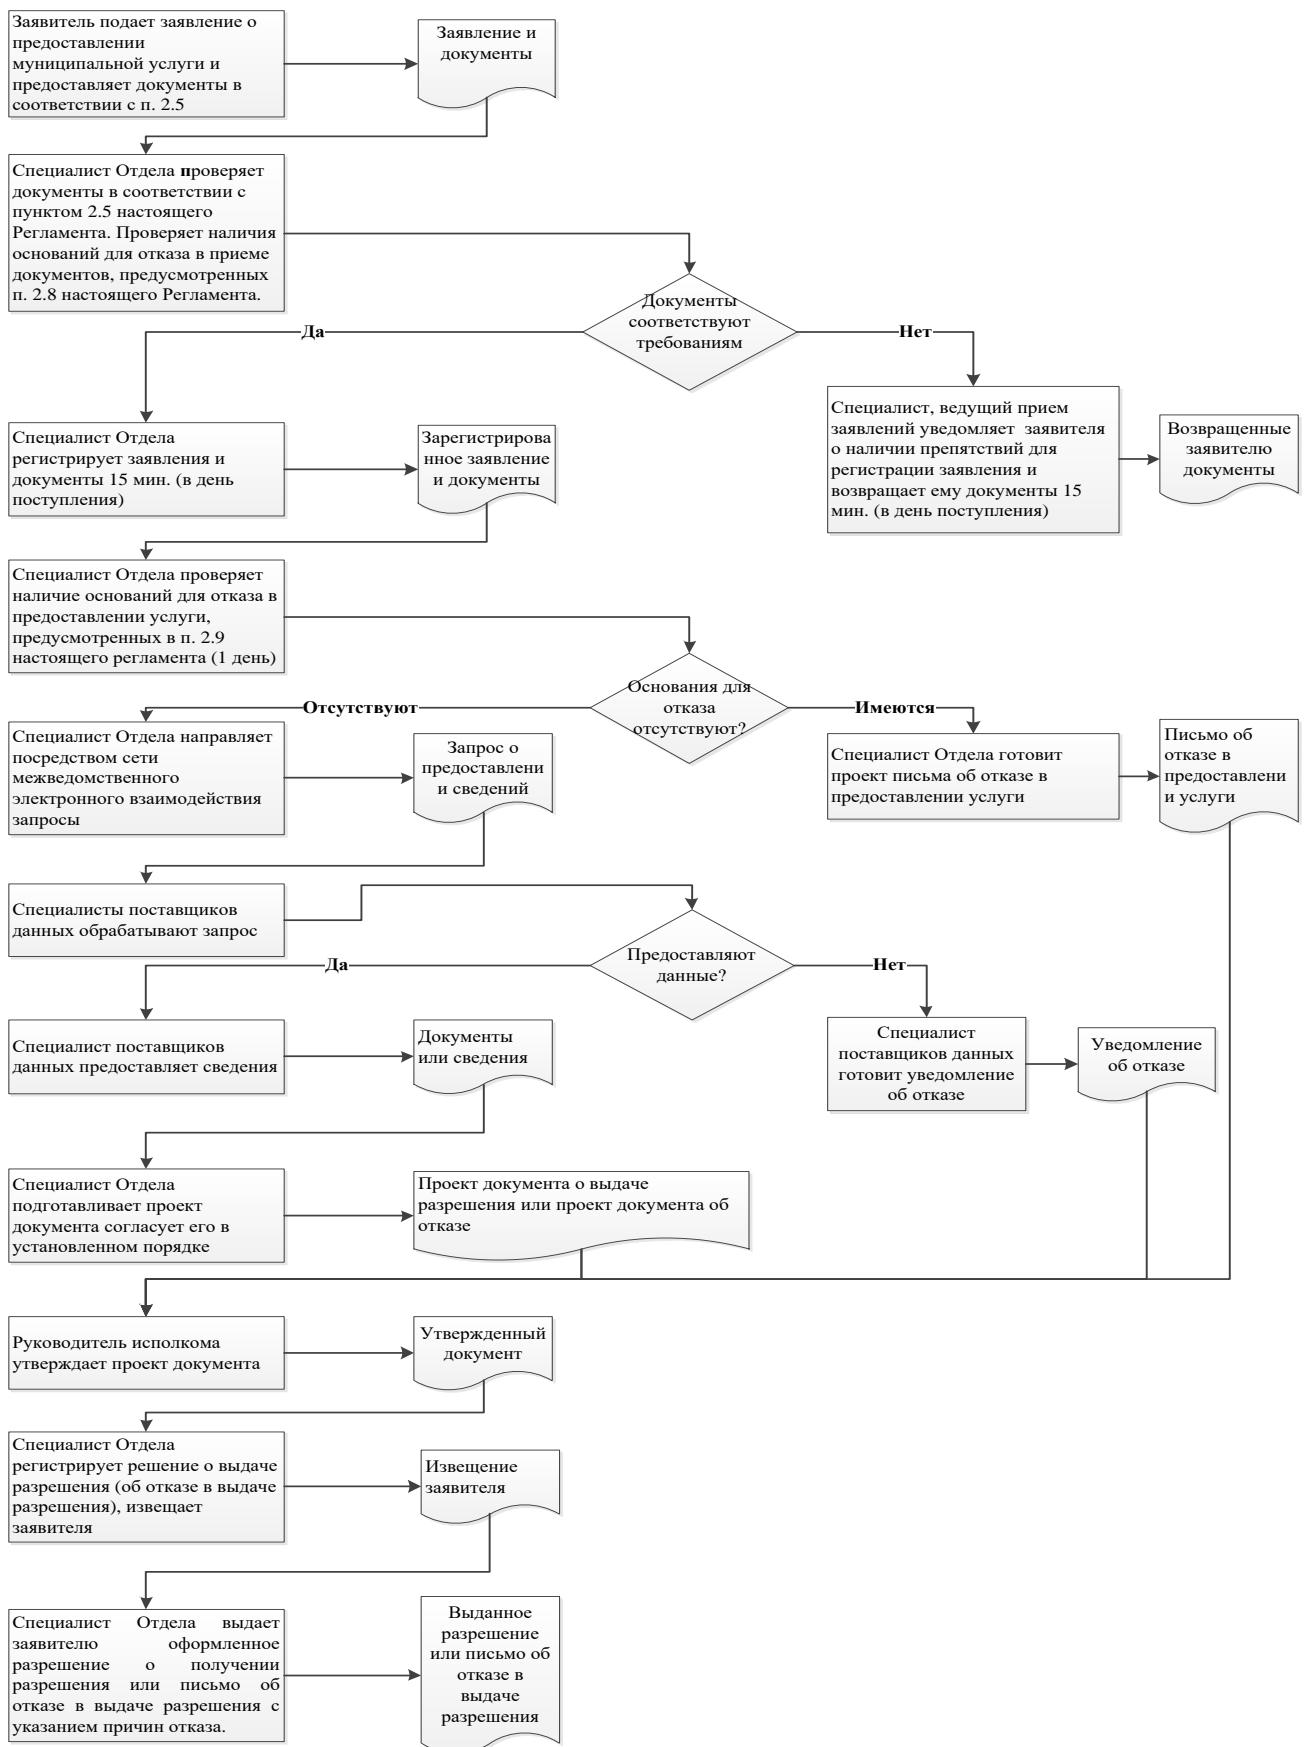 Заявитель подает заявление о
предоставлении
муниципальной услуги и
предоставляет документы в
соответствии с п. 2.5
Заявление и
документы
Специалист Отдела проверяет
документы в соответствии с
пунктом 2.5 настоящего
Регламента. Проверяет наличия
оснований для отказа в приеме
документов, предусмотренных
п. 2.8 настоящего Регламента.
Документы
соответствуют
требованиям
Да
Нет
Специалист Отдела
регистрирует заявления и
документы 15 мин. (в день
поступления)
Зарегистрирова
нное заявление
и документы
Специалист, ведущий прием
заявлений уведомляет заявителя
о наличии препятствий для
регистрации заявления и
возвращает ему документы 15
мин. (в день поступления)
Возвращенные
заявителю
документы
Специалист Отдела проверяет
наличие оснований для отказа в
предоставлении услуги,
предусмотренных в п. 2.9
настоящего регламента (1 день)
Основания для
отказа
отсутствуют?
Отсутствуют
Имеются
Специалист Отдела направляет
посредством сети
межведомственного
электронного взаимодействия
запросы
Запрос о
предоставлени
и сведений
Специалист Отдела готовит
проект письма об отказе в
предоставлении услуги
Письмо об
отказе в
предоставлени
и услуги
Специалисты поставщиков
данных обрабатывают запрос
Предоставляют
данные?
Да
Нет
Специалист поставщиков
данных предоставляет сведения
Документы
или сведения
Специалист
поставщиков данных
готовит уведомление
об отказе
Уведомление
об отказе
Специалист Отдела
подготавливает проект
документа согласует его в
установленном порядке
Проект документа о выдаче
разрешения или проект документа об
отказе
Руководитель исполкома
утверждает проект документа
Утвержденный
документ
Специалист Отдела
регистрирует решение о выдаче
разрешения (об отказе в выдаче
разрешения), извещает
заявителя
Извещение
заявителя
Специалист Отдела выдает
заявителю оформленное
разрешение о получении
разрешения или письмо об
отказе в выдаче разрешения с
указанием причин отказа.
Выданное
разрешение
или письмо об
отказе в
выдаче
разрешения